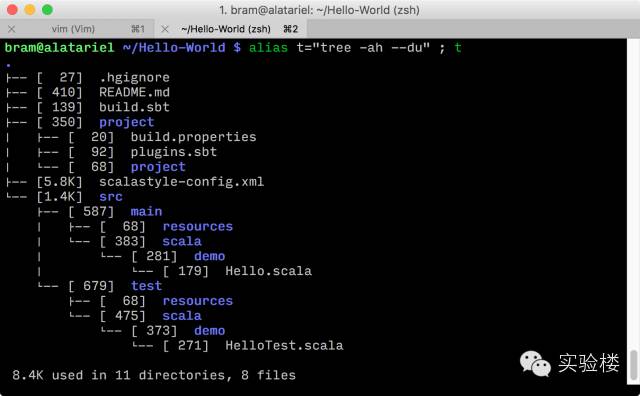 1. bram@alatariel: ~/Hello-World (zsh)
vim (Vim) ⌘1 ~/Hello-World (zsh) ⌘2
bram@alatariel ~/Hello-World $ alias t="tree -ah --du" ; t
.
├── [  27]  .hgignore
├── [ 410]  README.md
├── [ 139]  build.sbt
├── [ 350]  project
│   ├── [  20]  build.properties
│   ├── [  92]  plugins.sbt
│   └── [  68]  project
├── [5.8K]  scalastyle-config.xml
└── [1.4K]  src
    ├── [ 587]  main
    │   ├── [  68]  resources
    │   └── [ 383]  scala
    │       └── [ 281]  demo
    │           └── [ 179]  Hello.scala
    └── [ 679]  test
        ├── [  68]  resources
        └── [ 475]  scala
            └── [ 373]  demo
                └── [ 271]  HelloTest.scala
8.4K used in 11 directories, 8 files
实验楼